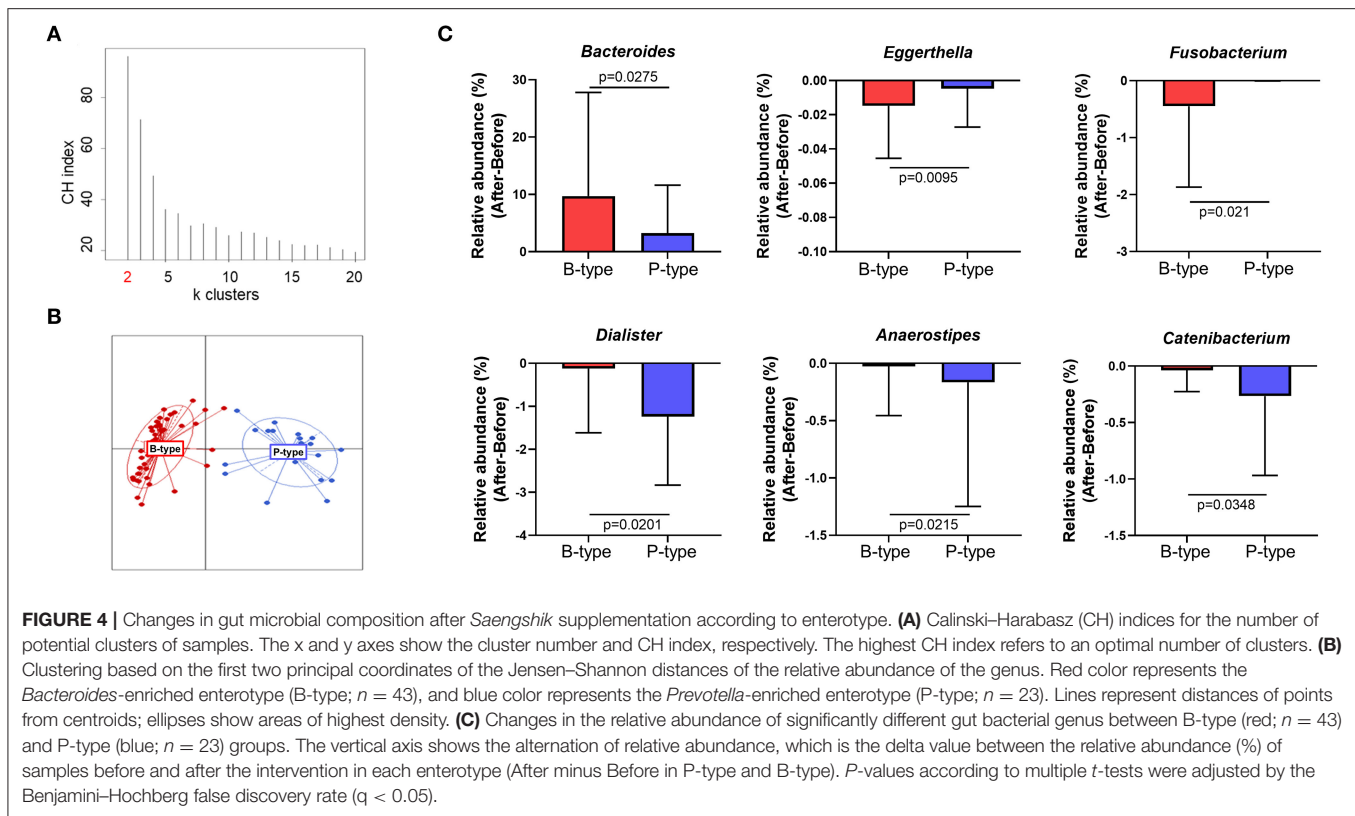 A
CH index
80
60
40
20
2
5
10
15
20
k clusters
B
B-type
P-type
C
Bacteroides
Relative abundance (%)
(After-Before)
30
20
10
0
p=0.0275
B-type
P-type
Eggerthella
Relative abundance (%)
(After-Before)
0.00
-0.02
-0.04
-0.06
-0.08
-0.10
p=0.0095
B-type
P-type
Fusobacterium
Relative abundance (%)
(After-Before)
0
-1
-2
-3
p=0.021
B-type
P-type
Dialister
Relative abundance (%)
(After-Before)
0
-1
-2
-3
-4
p=0.0201
B-type
P-type
Anaerostipes
Relative abundance (%)
(After-Before)
0.0
-0.5
-1.0
-1.5
p=0.0215
B-type
P-type
Catenibacterium
Relative abundance (%)
(After-Before)
0.0
-0.5
-1.0
-1.5
p=0.0348
B-type
P-type
FIGURE 4 | Changes in gut microbial composition after Saengshik supplementation according to enterotype. (A) Calinski–Harabasz (CH) indices for the number of
potential clusters of samples. The x and y axes show the cluster number and CH index, respectively. The highest CH index refers to an optimal number of clusters. (B)
Clustering based on the first two principal coordinates of the Jensen–Shannon distances of the relative abundance of the genus. Red color represents the
Bacteroides-enriched enterotype (B-type; n = 43), and blue color represents the Prevotella-enriched enterotype (P-type; n = 23). Lines represent distances of points
from centroids; ellipses show areas of highest density. (C) Changes in the relative abundance of significantly different gut bacterial genus between B-type (red; n = 43)
and P-type (blue; n = 23) groups. The vertical axis shows the alternation of relative abundance, which is the delta value between the relative abundance (%) of
samples before and after the intervention in each enterotype (After minus Before in P-type and B-type). P-values according to multiple t-tests were adjusted by the
Benjamini–Hochberg false discovery rate (q < 0.05).